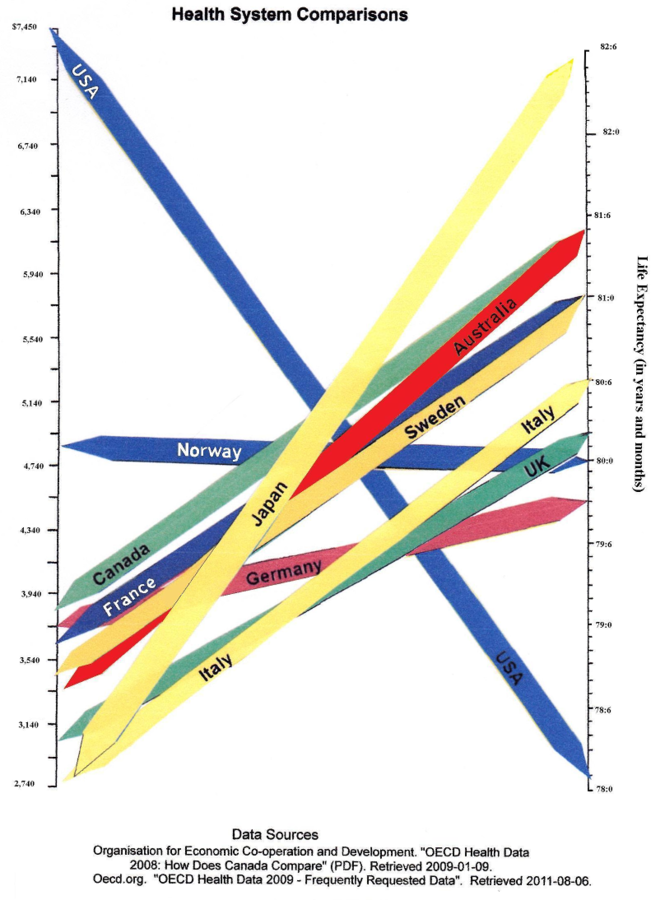 Health System Comparisons
$7,450
7,140
6,740
6,340
5,940
5,540
5,140
4,740
4,340
3,940
3,540
3,140
2,740
82:6
82:0
81:6
81:0
80:6
80:0
79:6
79:0
78:6
78:0
Life Expectancy (in years and months)
USA
Norway
Canada
France
Japan
Germany
Italy
Australia
Sweden
Italy
UK
USA
Data Sources
Organisation for Economic Co-operation and Development. "OECD Health Data
2008: How Does Canada Compare" (PDF). Retrieved 2009-01-09.
Oecd.org. "OECD Health Data 2009 - Frequently Requested Data". Retrieved 2011-08-06.